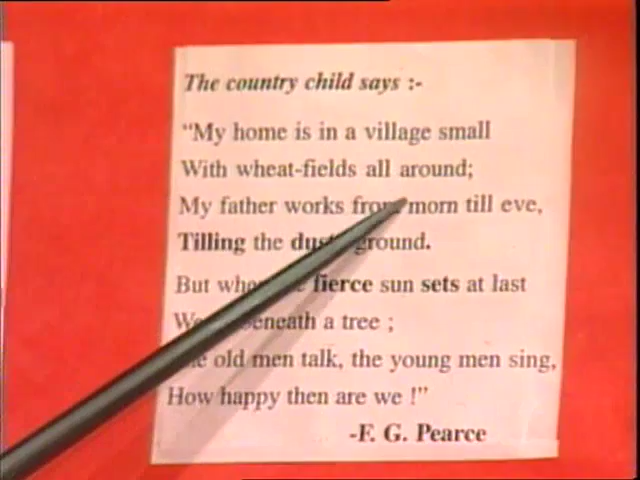 The country child says :-
“My home is in a village small
With wheat-fields all around;
My father works from morn till eve,
Tilling the dusty ground.
But when fierce sun sets at last
beneath a tree ;
old men talk, the young men sing,
How happy then are we !”
-F. G. Pearce